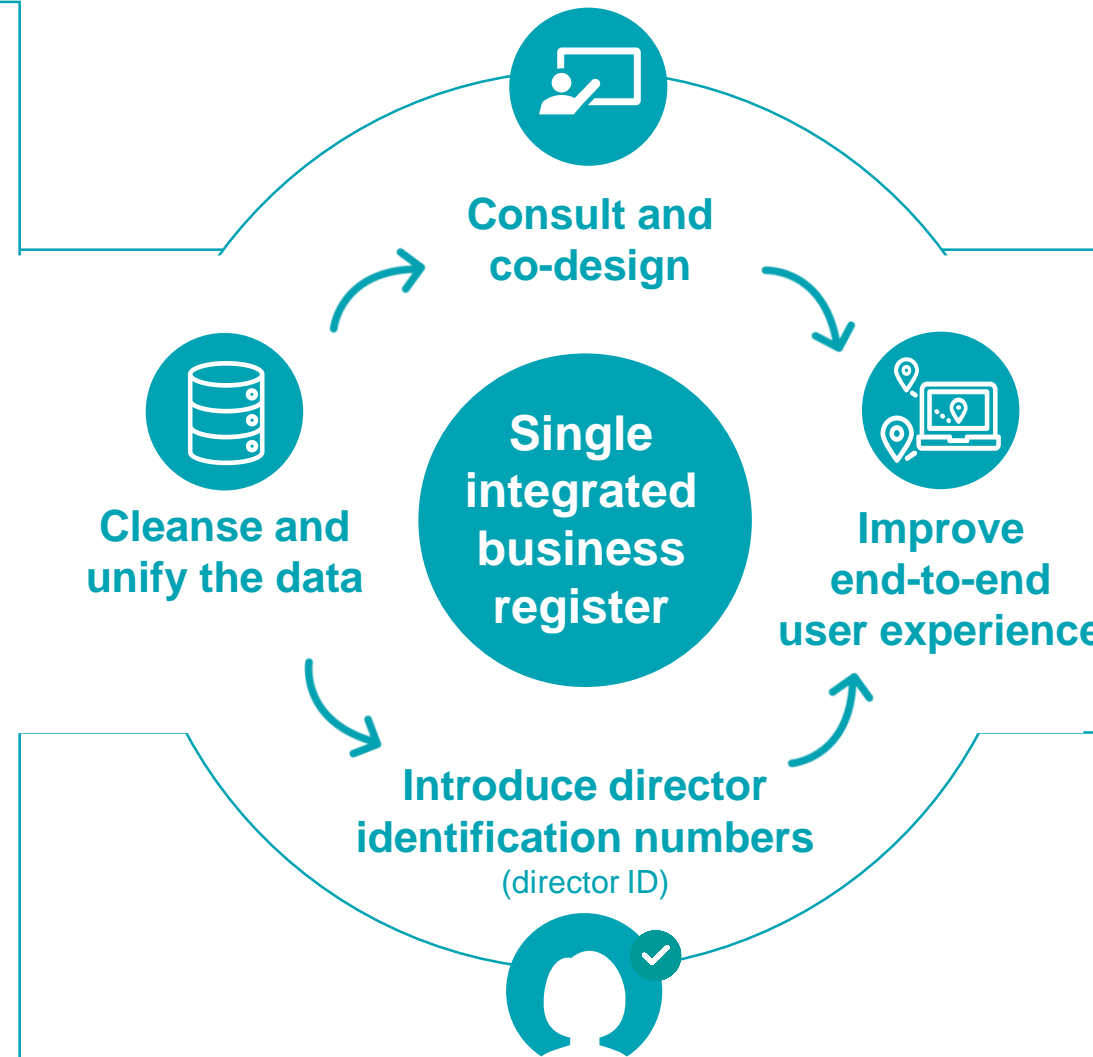 Consult and
co-design
Cleanse and
unify the data
Single
integrated
business
register
Improve
end-to-end
user experience
Introduce director
identification numbers
(director ID)